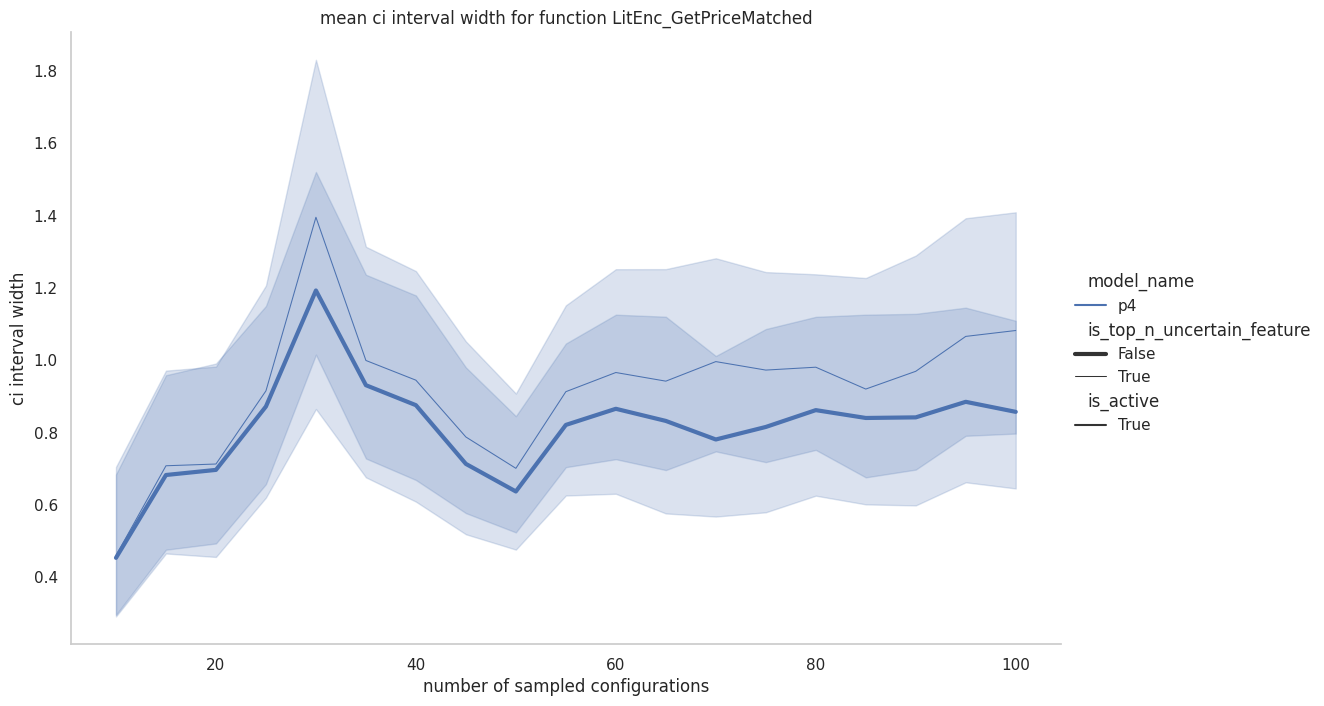 mean ci interval width for function LitEnc_GetPriceMatched
ci interval width
1.8
1.6
1.4
1.2
1.0
0.8
0.6
0.4
20
40
60
80
100
number of sampled configurations
model_name
p4
is_top_n_uncertain_feature
False
True
is_active
True